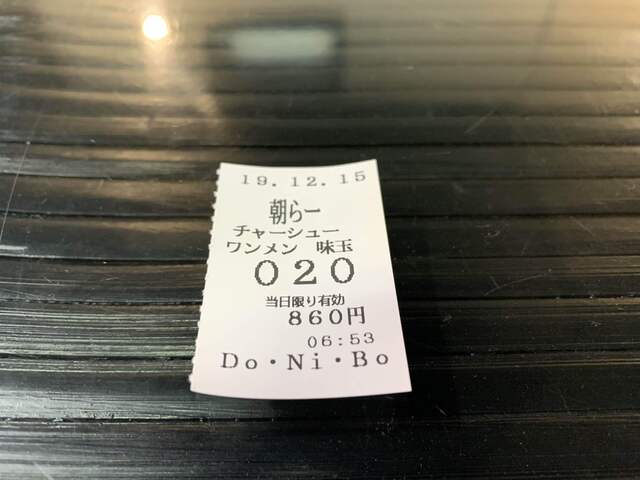 19.12.15
朝らー
チャーシュー
ワンメン 味玉
020
当日限り有効
860円
06:53
Do・Ni・Bo